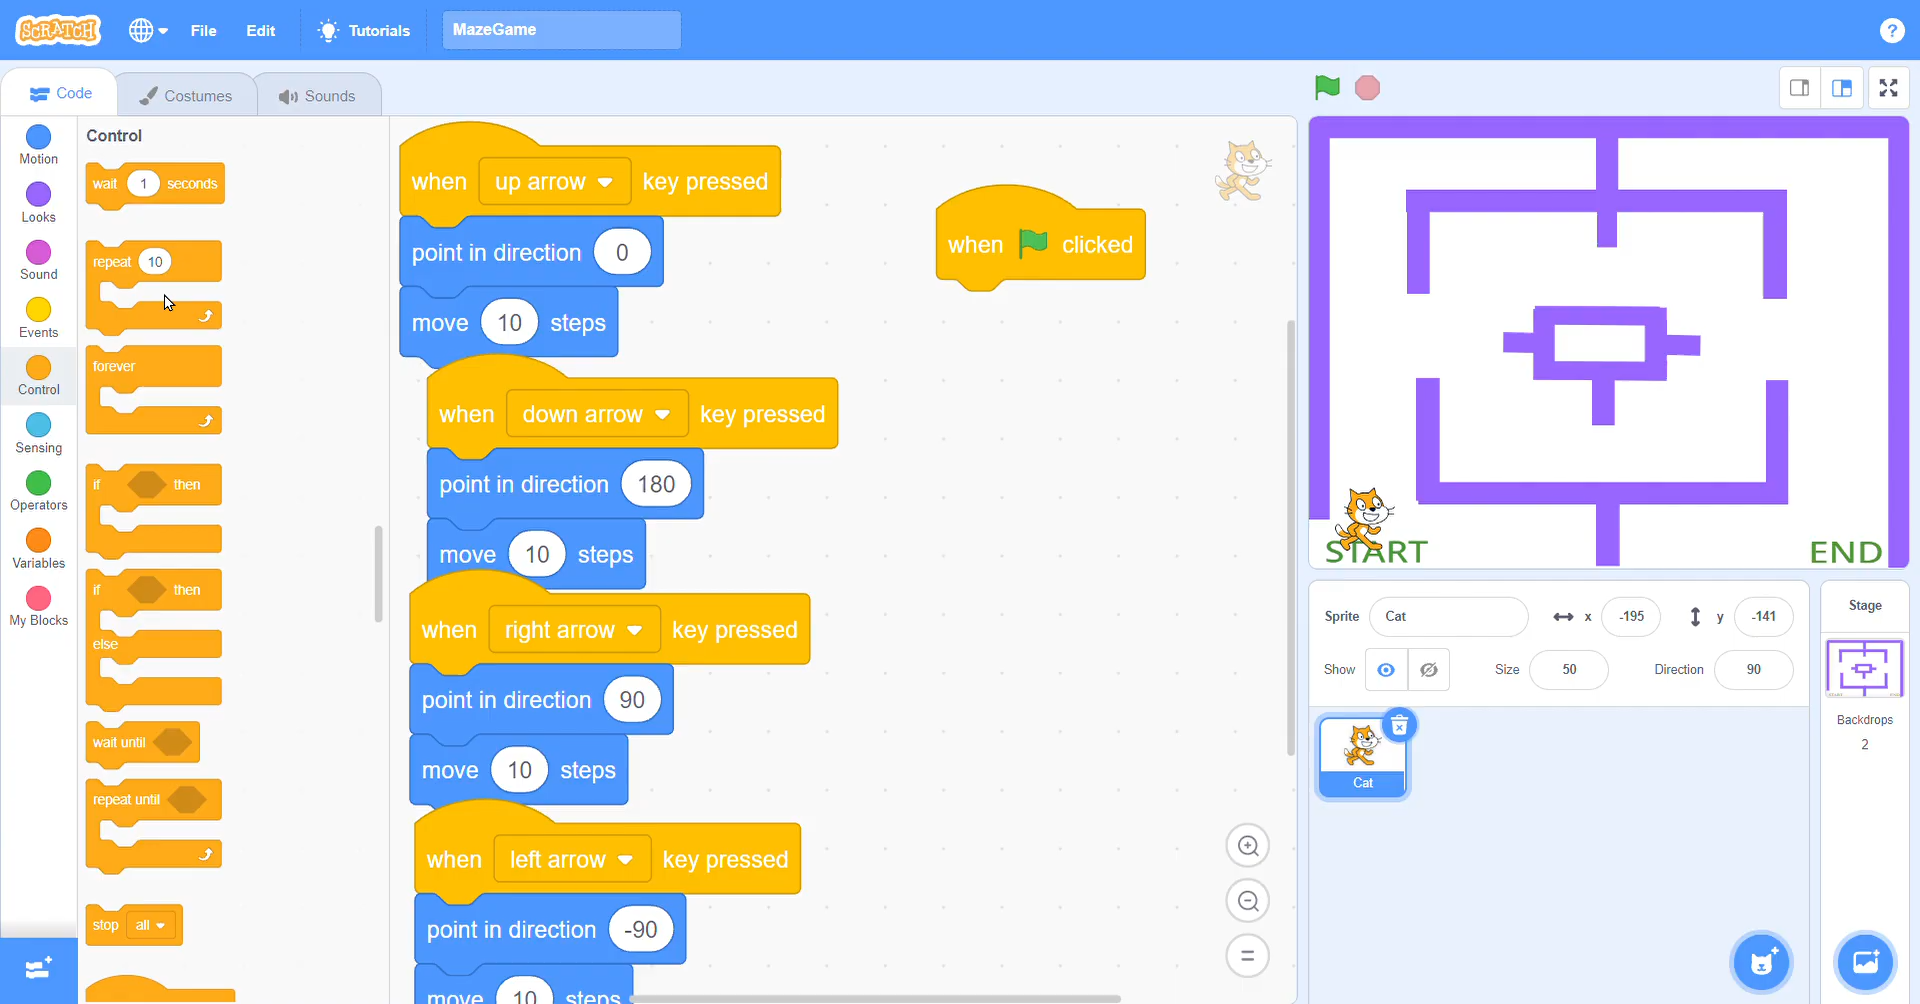 SCRATCH
File
Edit
Tutorials
MazeGame
?
Code
Costumes
Sounds
Motion
Looks
Sound
Events
Control
Sensing
Operators
Variables
My Blocks
Control
wait 1 seconds
repeat 10
forever
if then
if then
else
wait until
repeat until
stop all
when up arrow key pressed
point in direction 0
move 10 steps
when down arrow key pressed
point in direction 180
move 10 steps
when right arrow key pressed
point in direction 90
move 10 steps
when left arrow key pressed
point in direction -90
move 10 steps
when clicked
START
END
Sprite Cat x -195 y -141
Show Size 50 Direction 90
Cat
Stage
Backdrops
2